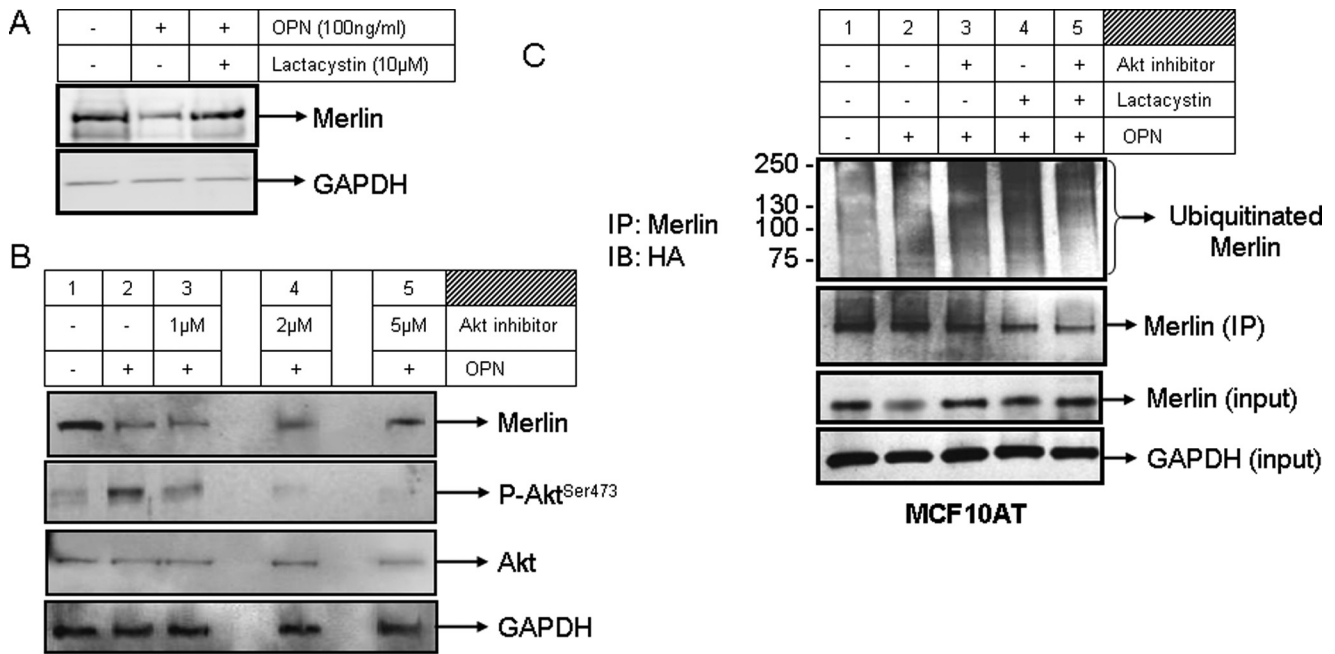 A
- + + OPN (100ng/ml)
- - + Lactacystin (10µM)
Merlin
GAPDH
B
1 2 3 4 5
- - 1µM 2µM 5µM Akt inhibitor
- + + + + OPN
Merlin
P-AktSer473
Akt
GAPDH
C
1 2 3 4 5
- - + - + Akt inhibitor
- - - + + Lactacystin
- + + + + OPN
IP: Merlin
IB: HA
250 -
130 -
100 -
75 -
Ubiquitinated
Merlin
Merlin (IP)
Merlin (input)
GAPDH (input)
MCF10AT